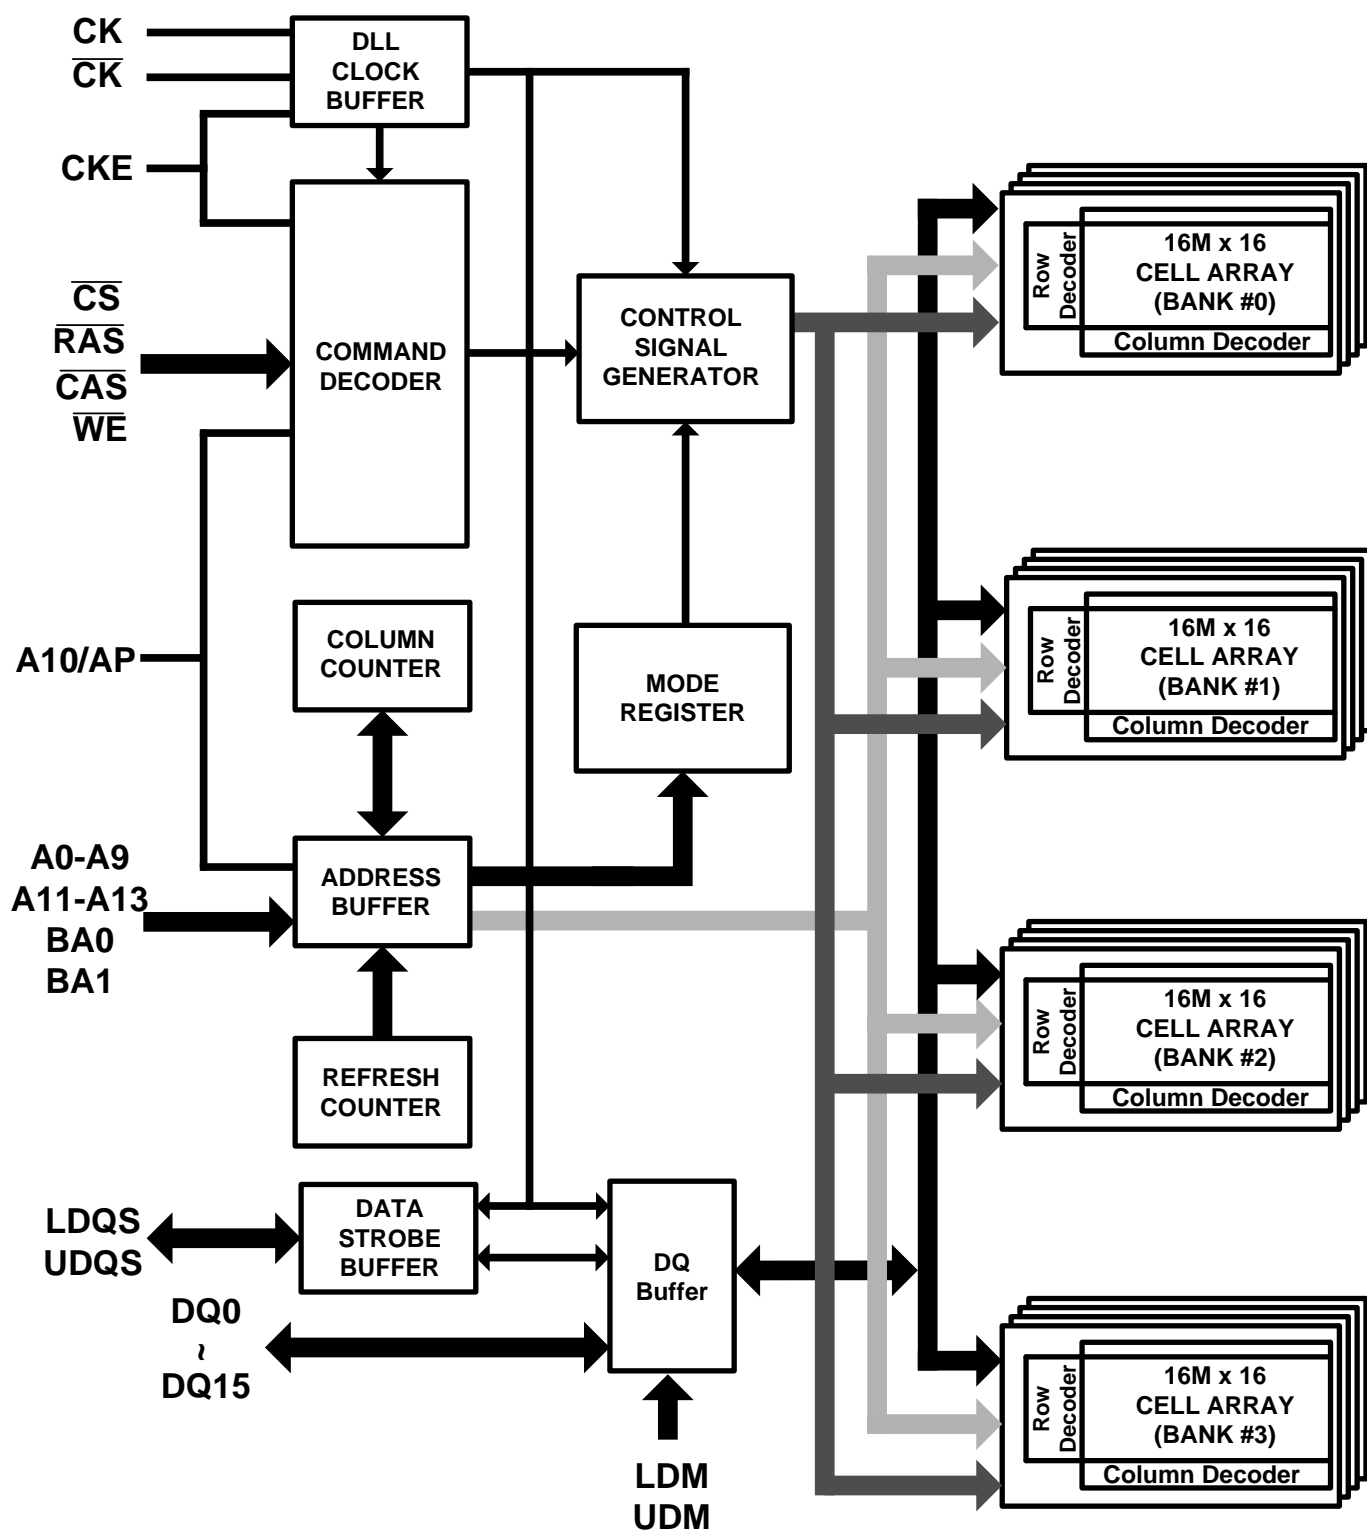 CK
CK
CKE
CS
RAS
CAS
WE
A10/AP
A0-A9
A11-A13
BA0
BA1
LDQS
UDQS
DQ0
~
DQ15
DLL
CLOCK
BUFFER
COMMAND
DECODER
COLUMN
COUNTER
ADDRESS
BUFFER
REFRESH
COUNTER
DATA
STROBE
BUFFER
CONTROL
SIGNAL
GENERATOR
MODE
REGISTER
DQ
Buffer
LDM
UDM
Row
Decoder
16M x 16
CELL ARRAY
(BANK #0)
Column Decoder
Row
Decoder
16M x 16
CELL ARRAY
(BANK #1)
Column Decoder
Row
Decoder
16M x 16
CELL ARRAY
(BANK #2)
Column Decoder
Row
Decoder
16M x 16
CELL ARRAY
(BANK #3)
Column Decoder